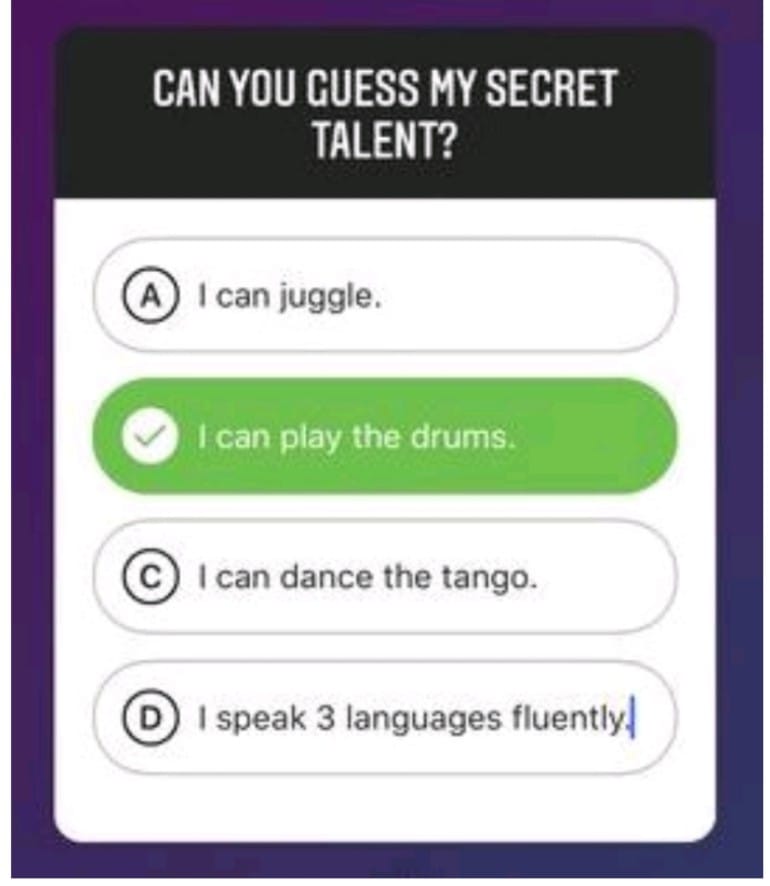 CAN YOU GUESS MY SECRET
TALENT?
A I can juggle.
I can play the drums.
C I can dance the tango.
D I speak 3 languages fluently.